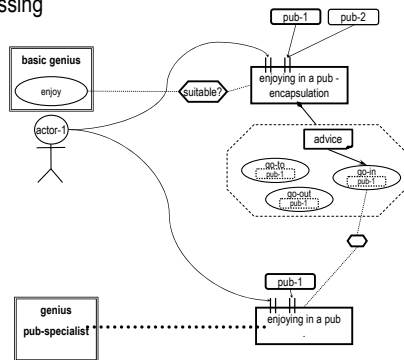 ssing
pub-1
pub-2
basic genius
enjoy
suitable?
enjoying in a pub -
encapsulation
actor-1
advice
go-to
pub-1
go-in
pub-1
go-out
pub-1
pub-1
genius
pub-specialist
enjoying in a pub
.